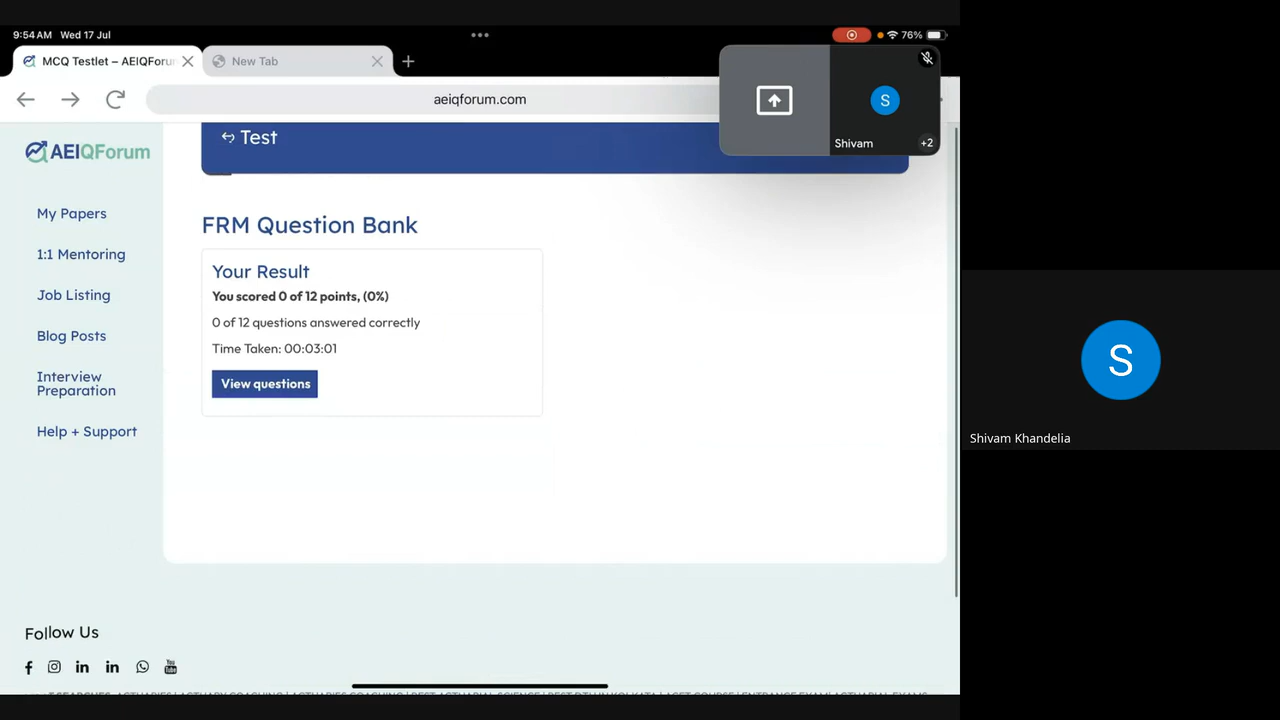 9:54 AM Wed 17 Jul
76%
MCQ Testlet – AEIQForu
New Tab
aeiqforum.com
S
Shivam
+2
AEIQForum
Test
My Papers
1:1 Mentoring
Job Listing
Blog Posts
Interview
Preparation
Help + Support
FRM Question Bank
Your Result
You scored 0 of 12 points, (0%)
0 of 12 questions answered correctly
Time Taken: 00:03:01
View questions
S
Shivam Khandelia
Follow Us